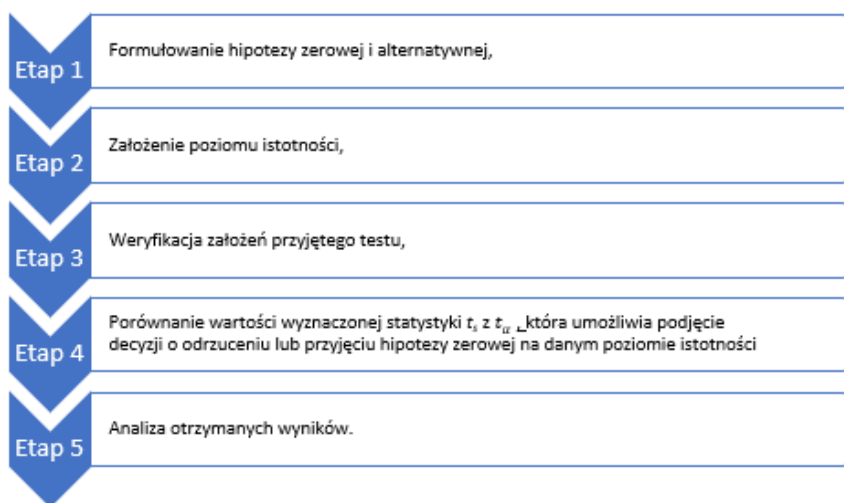 Etap 1
Formułowanie hipotezy zerowej i alternatywnej,
Etap 2
Założenie poziomu istotności,
Etap 3
Weryfikacja założeń przyjętego testu,
Etap 4
Porównanie wartości wyznaczonej statystyki tₛ z t_α , która umożliwia podjęcie
decyzji o odrzuceniu lub przyjęciu hipotezy zerowej na danym poziomie istotności
Etap 5
Analiza otrzymanych wyników.